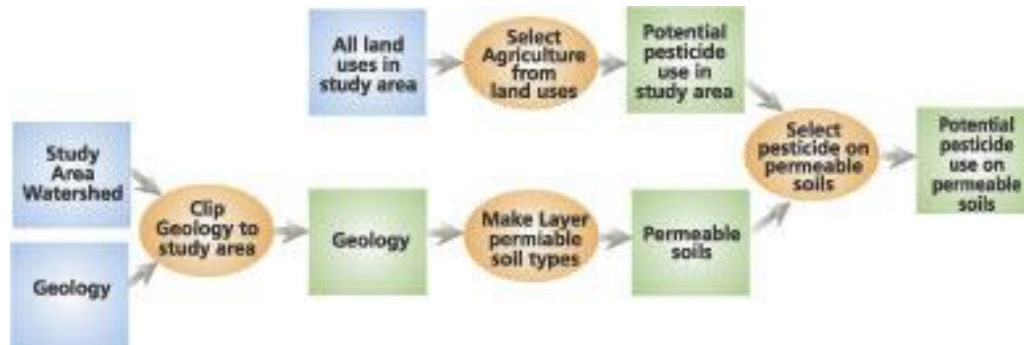 All land
uses in
study area
Select
Agriculture
from
land uses
Potential
pesticide
use in
study area
Study
Area
Watershed
Geology
Clip
Geology to
study area
Geology
Make Layer
permiable
soil types
Permeable
soils
Select
pesticide on
permeable
soils
Potential
pesticide
use on
permeable
soils